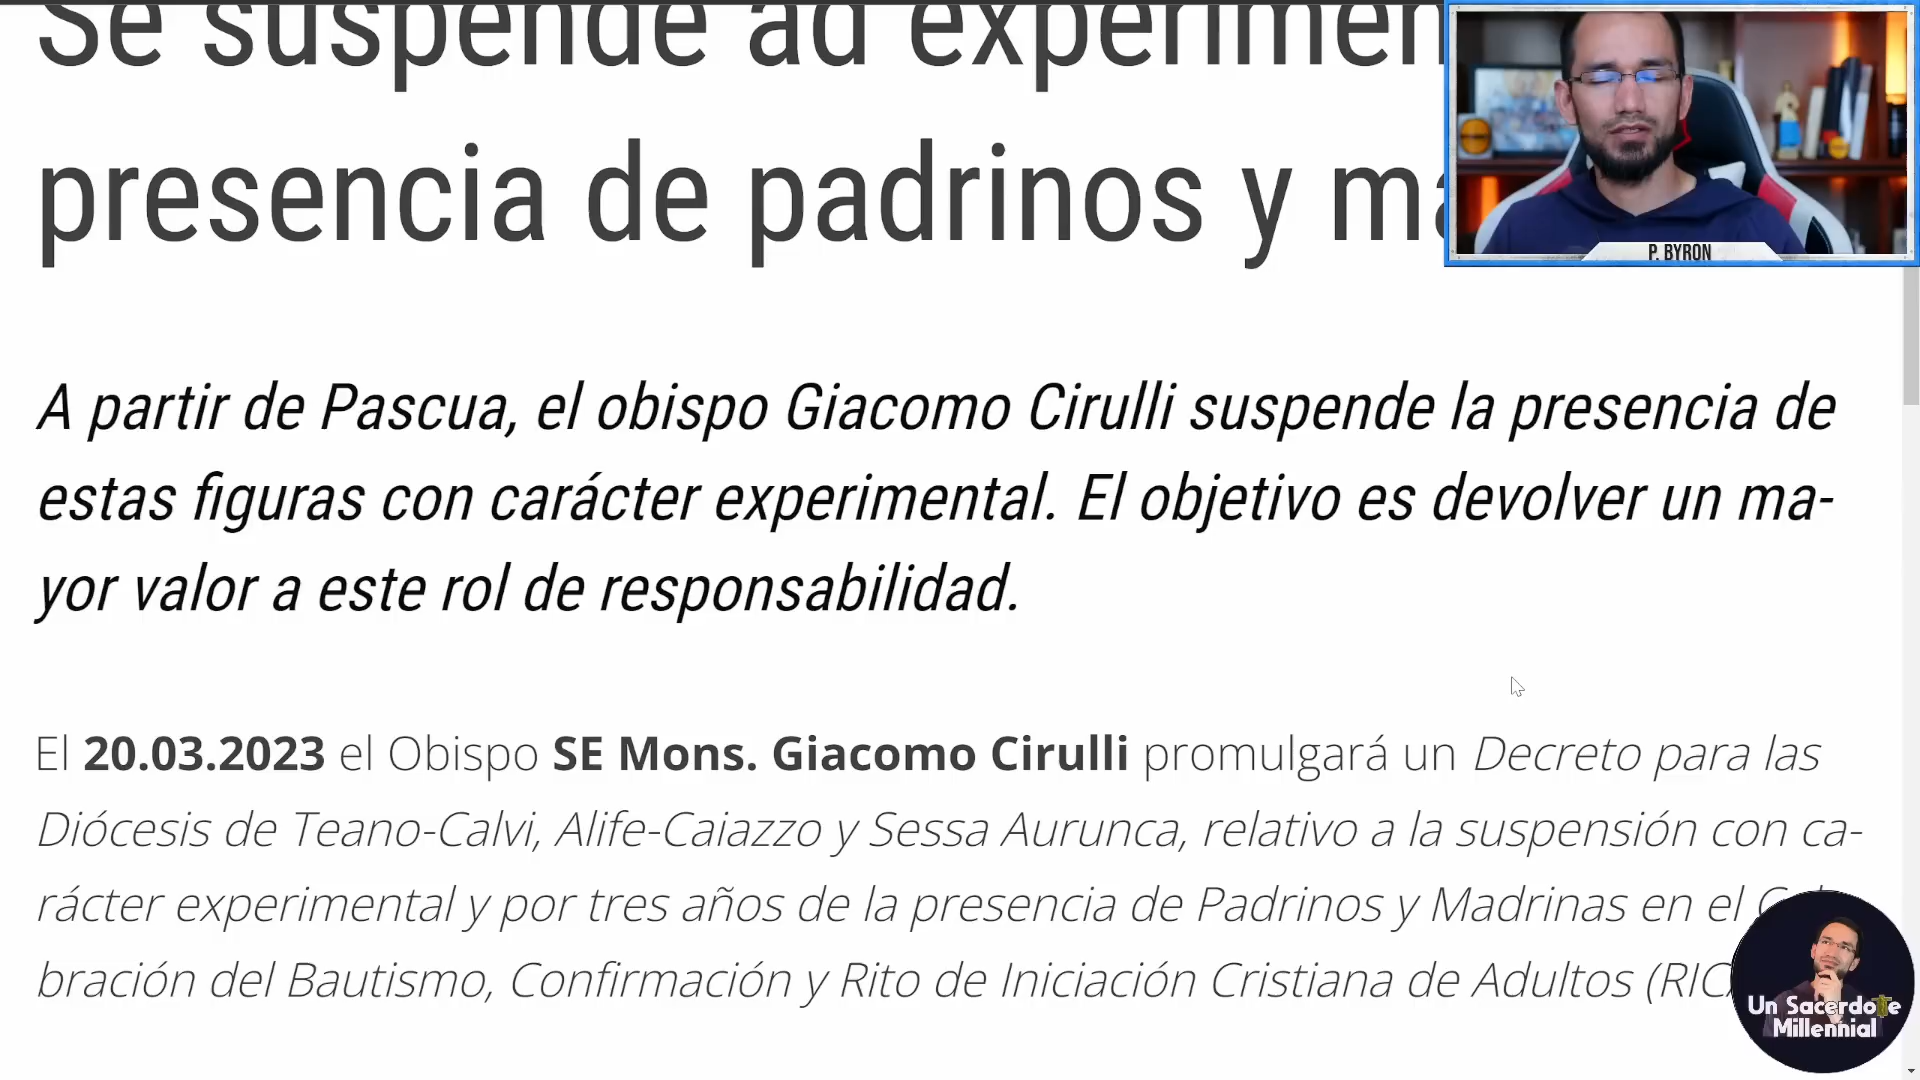 Se suspende ad
presencia de padrinos y
P. BYRON
A partir de Pascua, el obispo Giacomo Cirulli suspende la presencia de
estas figuras con carácter experimental. El objetivo es devolver un ma-
yor valor a este rol de responsabilidad.
El 20.03.2023 el Obispo SE Mons. Giacomo Cirulli promulgará un Decreto para las
Diócesis de Teano-Calvi, Alife-Caiazzo y Sessa Aurunca, relativo a la suspensión con ca-
rácter experimental y por tres años de la presencia de Padrinos y Madrinas en el
bración del Bautismo, Confirmación y Rito de Iniciación Cristiana de Adultos
Un Sacerdote
Millennial